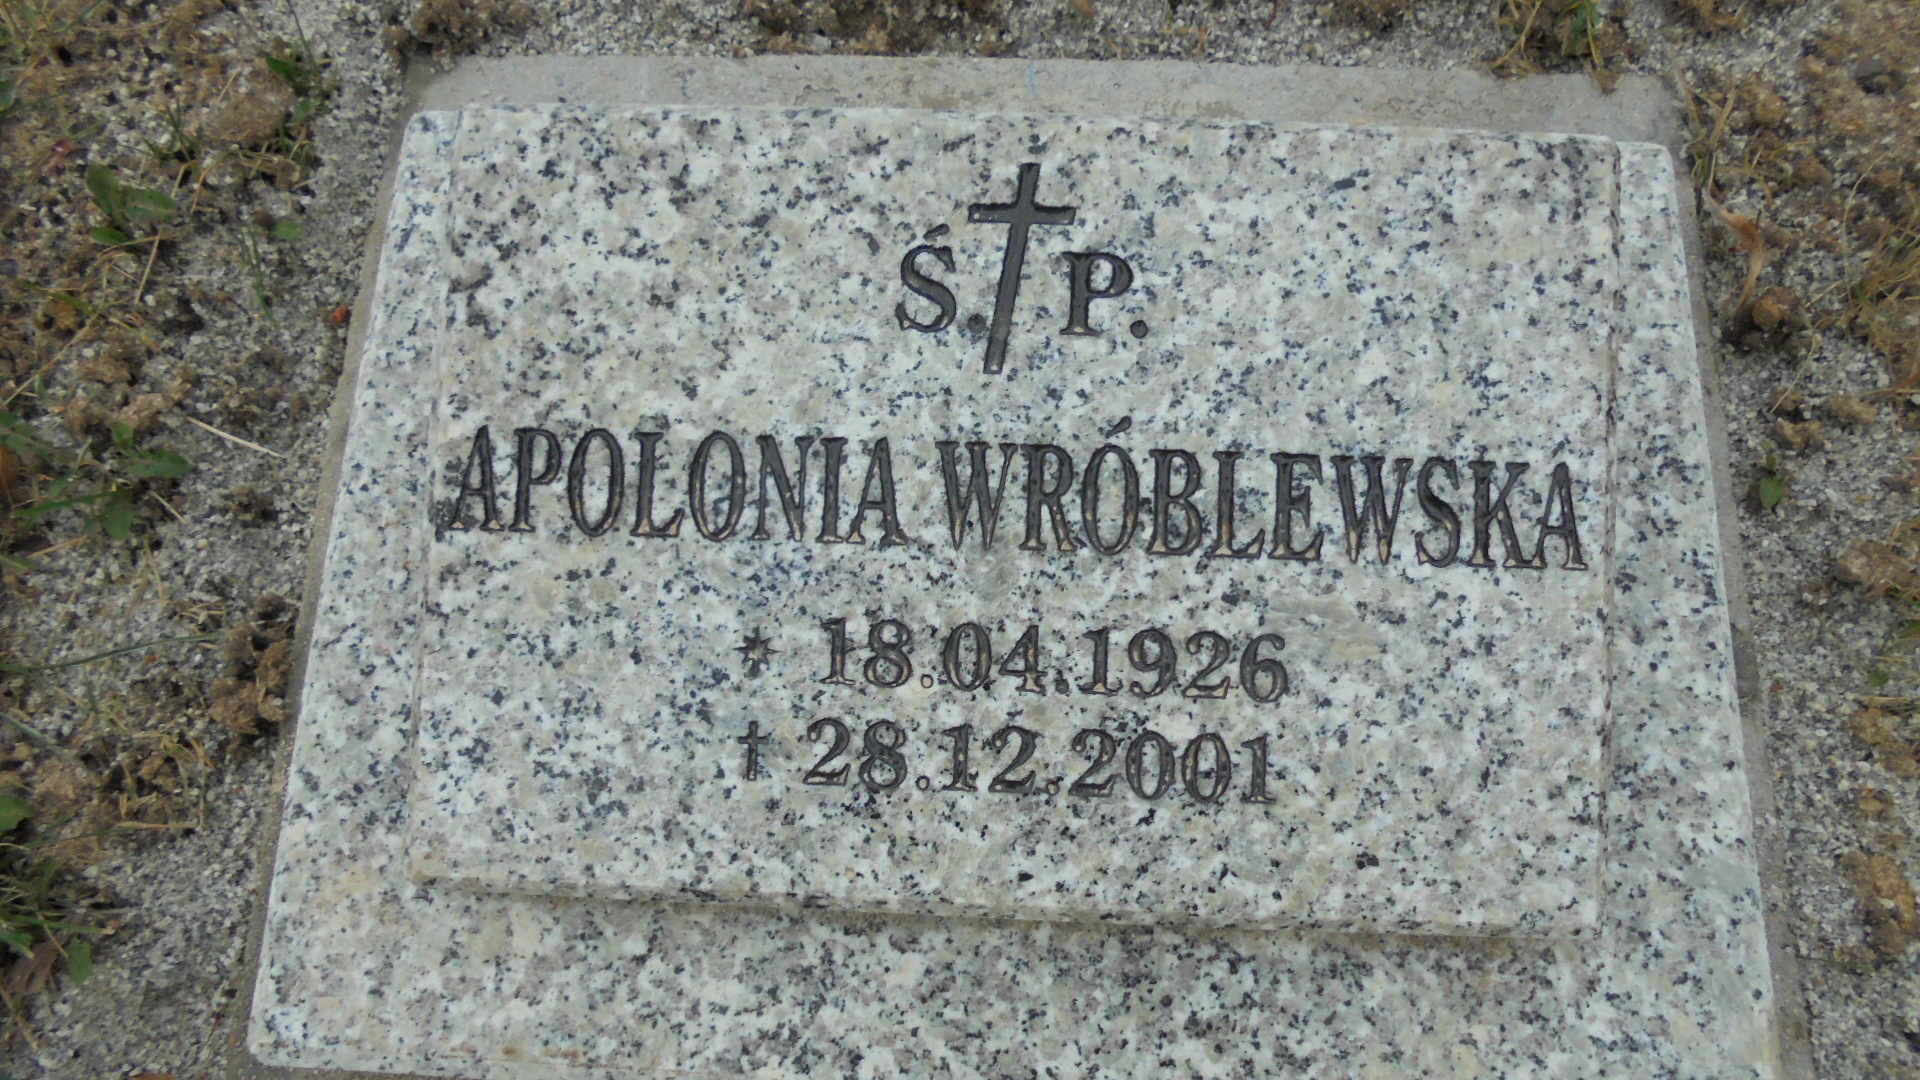 Ś.†P.
APOLONIA WRÓBLEWSKA
* 18.04.1926
† 28.12.2001